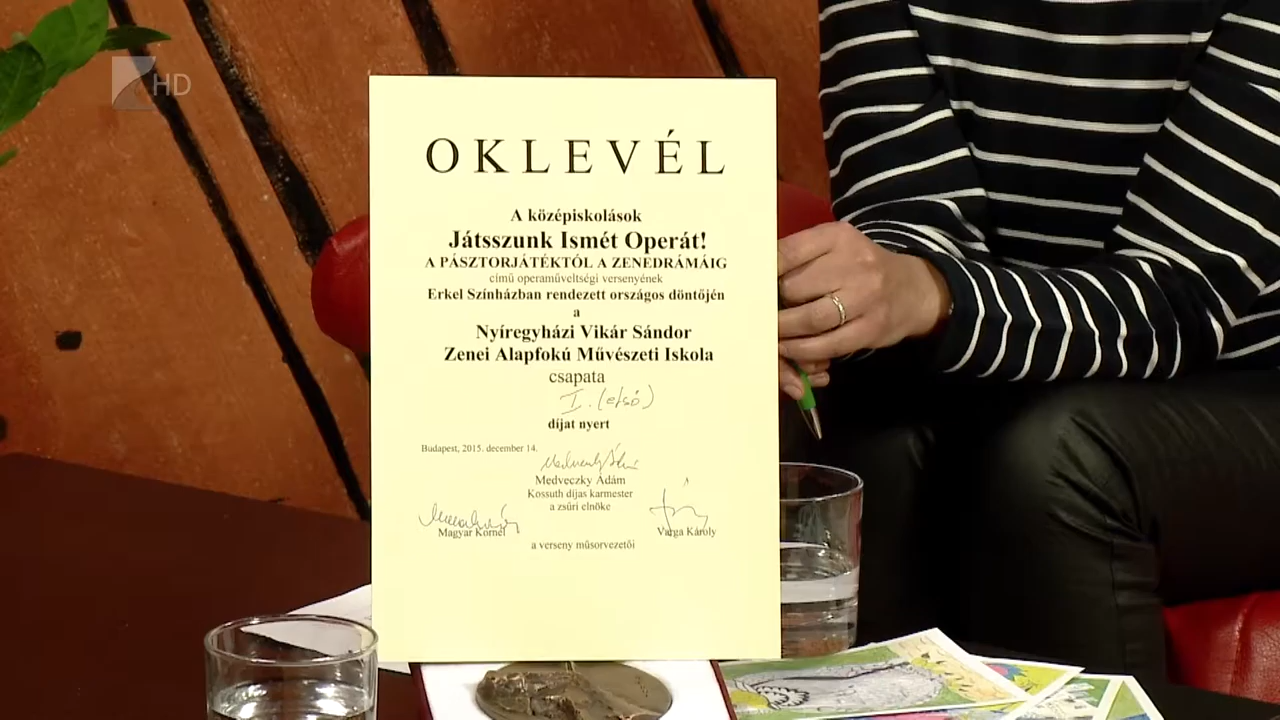 HD
OKLEVÉL
A középiskolások
Játsszunk Ismét Operát!
A PÁSZTORJÁTÉKTÓL A ZENEDRÁMÁIG
című operaműveltségi versenyének
Erkel Színházban rendezett országos döntőjén
a
Nyíregyházi Vikár Sándor
Zenei Alapfokú Művészeti Iskola
csapata
I. (első)
díjat nyert
Budapest, 2015. december 14.
Medveczky Ádám
Kossuth díjas karmester
a zsűri elnöke
Magyar Kornél
Varga Károly
a verseny műsorvezetői